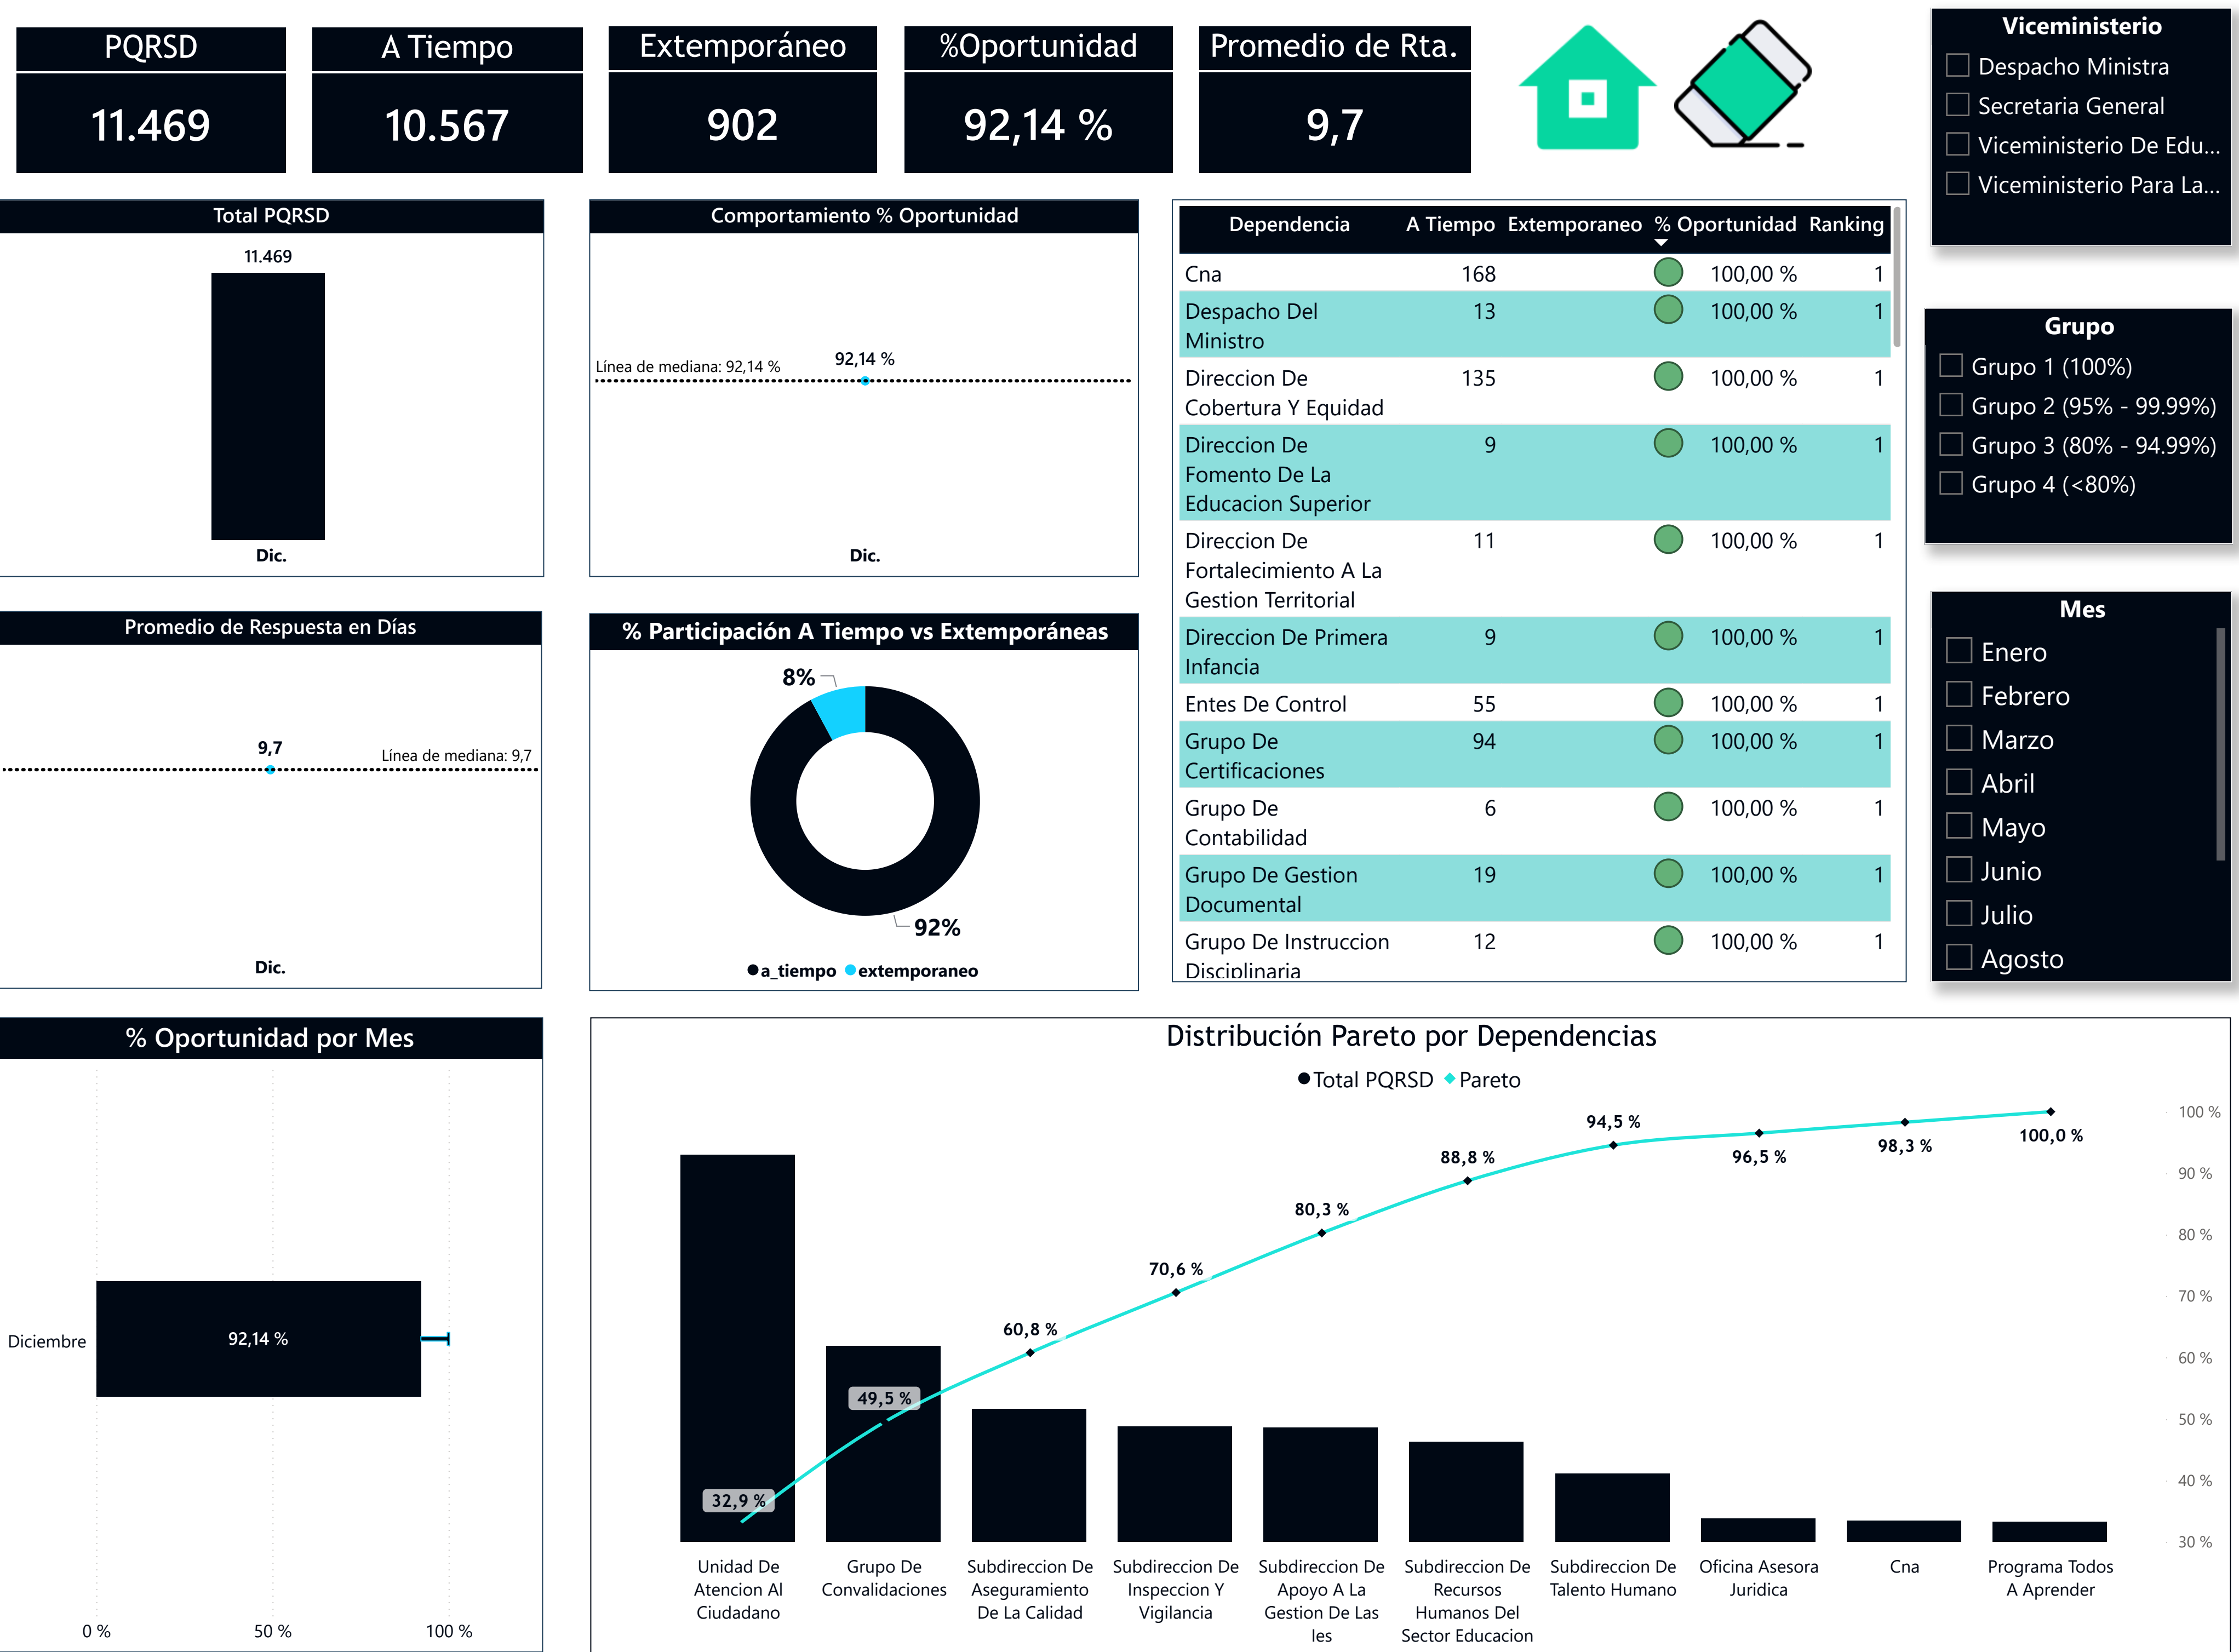 PQRSD
11.469
A Tiempo
10.567
Extemporáneo
902
%Oportunidad
92,14 %
Promedio de Rta.
9,7
Viceministerio
Despacho Ministra
Secretaria General
Viceministerio De Edu...
Viceministerio Para La...
Total PQRSD
11.469
Dic.
Comportamiento % Oportunidad
Línea de mediana: 92,14 %
92,14 %
Dic.
Dependencia A Tiempo Extemporaneo % Oportunidad Ranking
Cna 168 100,00 % 1
Despacho Del 13 100,00 % 1
Ministro
Direccion De 135 100,00 % 1
Cobertura Y Equidad
Direccion De 9 100,00 % 1
Fomento De La
Educacion Superior
Direccion De 11 100,00 % 1
Fortalecimiento A La
Gestion Territorial
Direccion De Primera 9 100,00 % 1
Infancia
Entes De Control 55 100,00 % 1
Grupo De 94 100,00 % 1
Certificaciones
Grupo De 6 100,00 % 1
Contabilidad
Grupo De Gestion 19 100,00 % 1
Documental
Grupo De Instruccion 12 100,00 % 1
Disciplinaria
Grupo
Grupo 1 (100%)
Grupo 2 (95% - 99.99%)
Grupo 3 (80% - 94.99%)
Grupo 4 (<80%)
Mes
Enero
Febrero
Marzo
Abril
Mayo
Junio
Julio
Agosto
Promedio de Respuesta en Días
9,7
Línea de mediana: 9,7
Dic.
% Participación A Tiempo vs Extemporáneas
8%
92%
a_tiempo extemporaneo
% Oportunidad por Mes
Diciembre
92,14 %
0 % 50 % 100 %
Distribución Pareto por Dependencias
Total PQRSD Pareto
32,9 %
49,5 %
60,8 %
70,6 %
80,3 %
88,8 %
94,5 %
96,5 %
98,3 %
100,0 %
100 %
90 %
80 %
70 %
60 %
50 %
40 %
30 %
Unidad De
Atencion Al
Ciudadano
Grupo De
Convalidaciones
Subdireccion De
Aseguramiento
De La Calidad
Subdireccion De
Inspeccion Y
Vigilancia
Subdireccion De
Apoyo A La
Gestion De Las
Ies
Subdireccion De
Recursos
Humanos Del
Sector Educacion
Subdireccion De
Talento Humano
Oficina Asesora
Juridica
Cna
Programa Todos
A Aprender